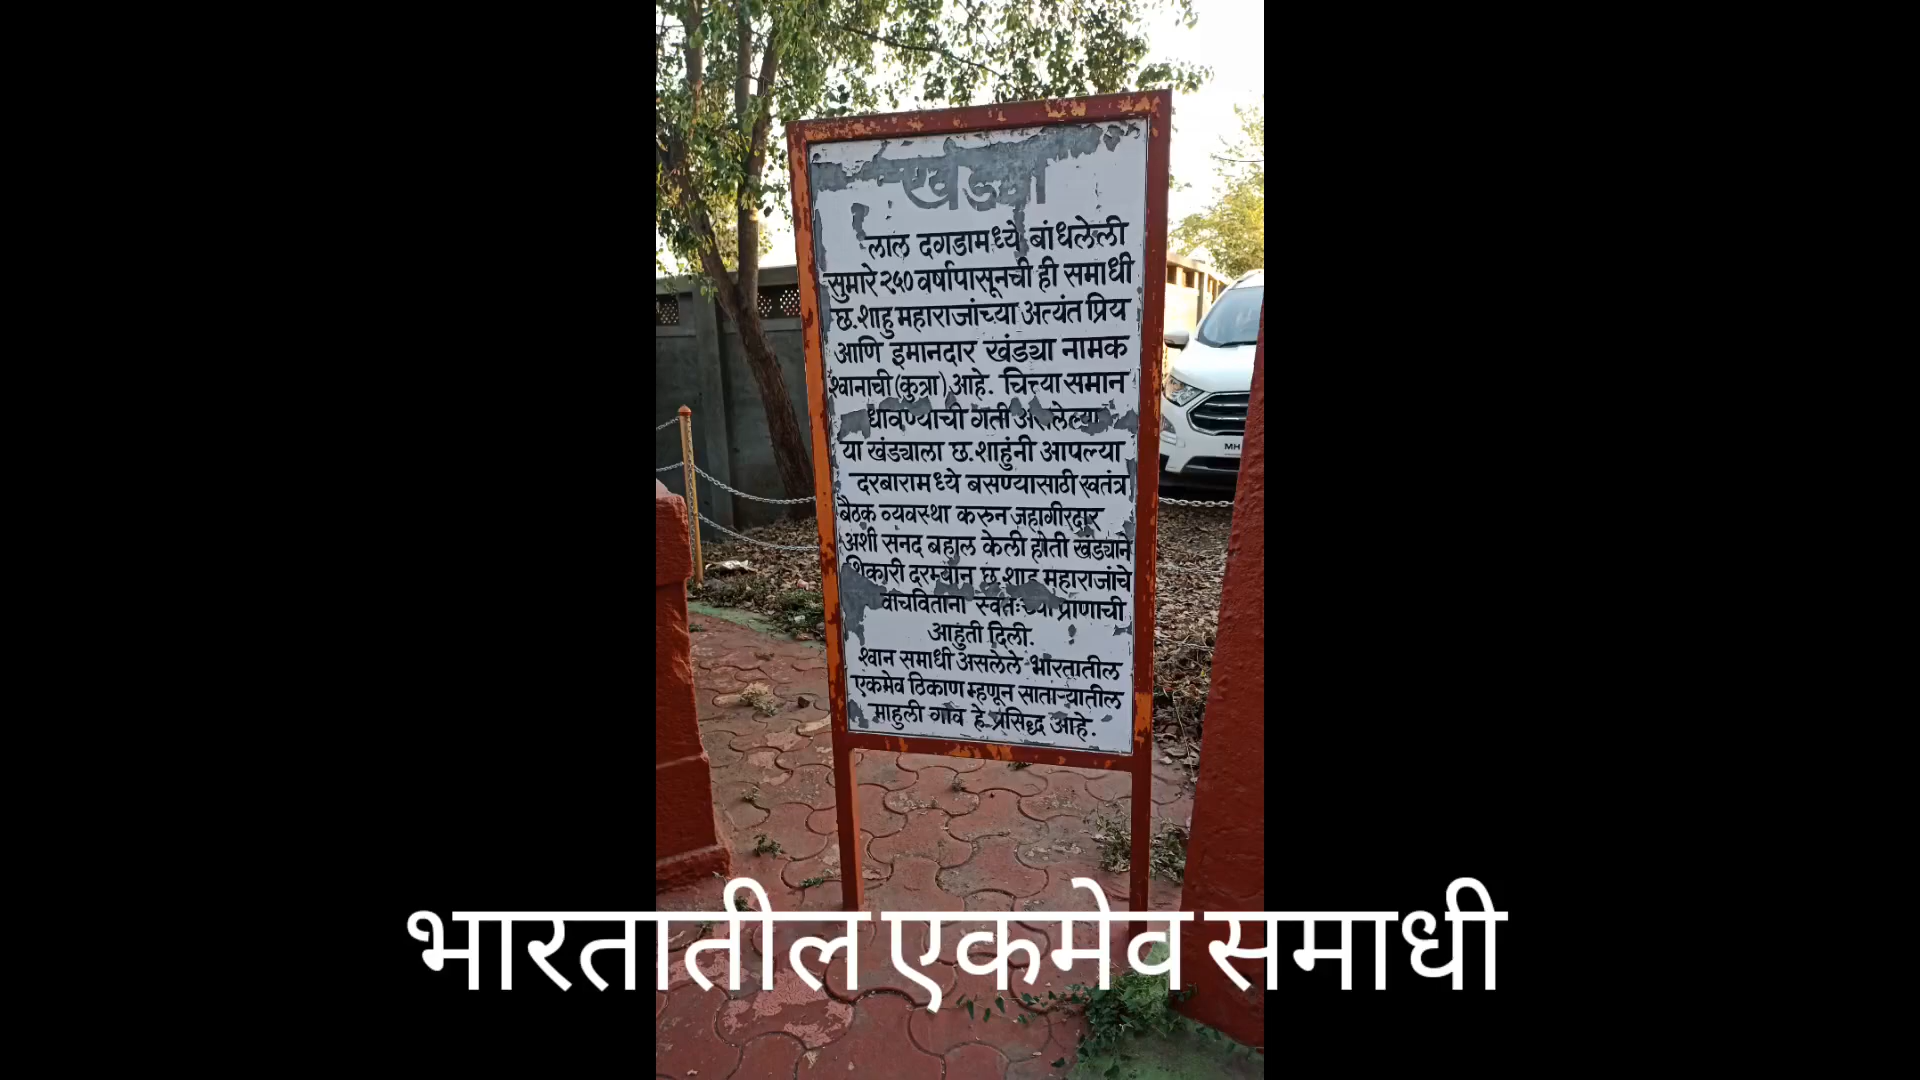 खंड्या
लाल दगडामध्ये बांधलेली
सुमारे २५० वर्षापासूनची ही समाधी
छ.शाहु महाराजांच्या अत्यंत प्रिय
आणि इमानदार खंड्या नामक
श्वानाची (कुत्रा) आहे. चित्त्या समान
धावण्याची गती असलेल्या
या खंड्याला छ.शाहुंनी आपल्या
दरबारामध्ये बसण्यासाठी स्वतंत्र
बैठक व्यवस्था करुन जहागीरदार
अशी सनद बहाल केली होती खंड्याने
शिकारी दरम्यान छ.शाहु महाराजांचे
वाचविताना स्वतःच्या प्राणाची
आहुती दिली.
श्वान समाधी असलेले भारतातील
एकमेव ठिकाण म्हणून साताऱ्यातील
माहुली गांव हे प्रसिद्ध आहे.
MH
भारतातील एकमेव समाधी